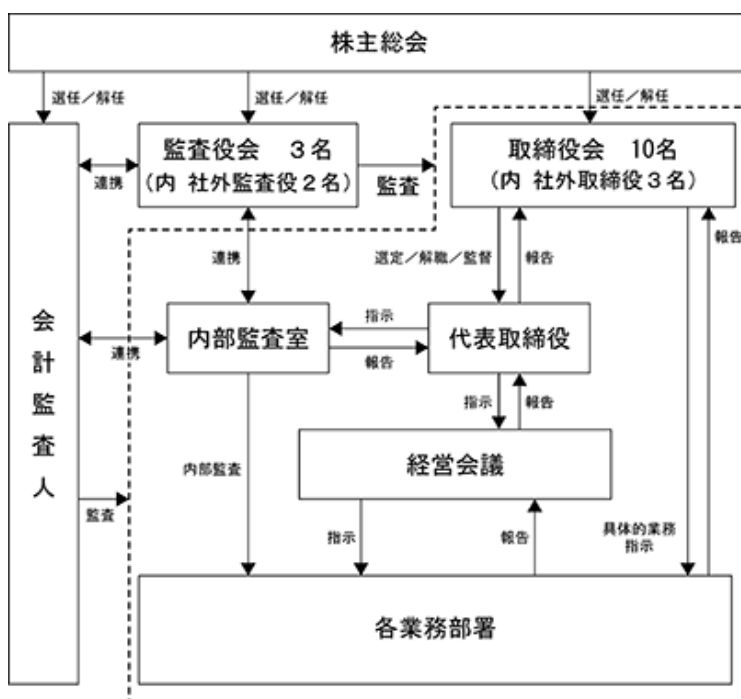 株主総会
選任/解任
選任/解任
選任/解任
監査役会 3名
(内 社外監査役2名)
取締役会 10名
(内 社外取締役3名)
連携
監査
連携
選定/解職/監督
報告
報告
会計監査人
内部監査室
代表取締役
指示
報告
連携
指示
報告
経営会議
内部監査
監査
指示
報告
具体的業務
指示
各業務部署